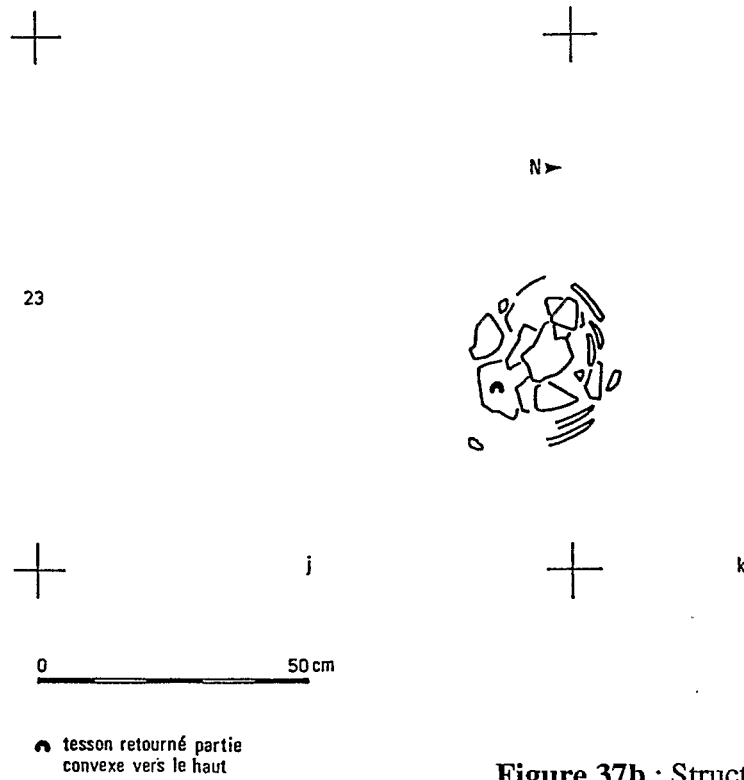 N
23
j
k
0 50 cm
tesson retourné partie
convexe vers le haut
Figure 37b : Struct